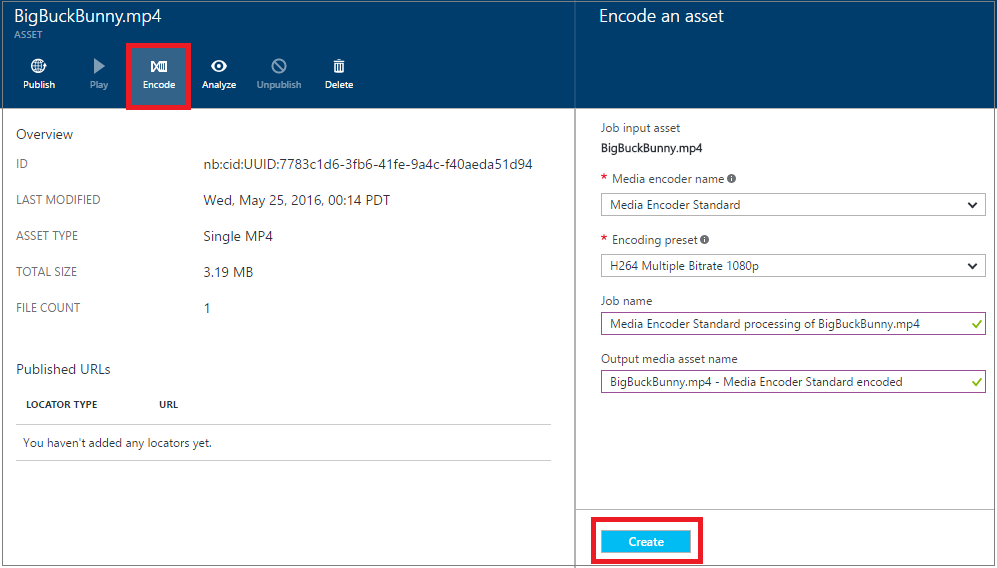 BigBuckBunny.mp4
ASSET
Publish
Play
Encode
Analyze
Unpublish
Delete
Overview
ID nb:cid:UUID:7783c1d6-3fb6-41fe-9a4c-f40aeda51d94
LAST MODIFIED Wed, May 25, 2016, 00:14 PDT
ASSET TYPE Single MP4
TOTAL SIZE 3.19 MB
FILE COUNT 1
Published URLs
LOCATOR TYPE URL
You haven't added any locators yet.
Encode an asset
Job input asset
BigBuckBunny.mp4
* Media encoder name
Media Encoder Standard
* Encoding preset
H264 Multiple Bitrate 1080p
Job name
Media Encoder Standard processing of BigBuckBunny.mp4
Output media asset name
BigBuckBunny.mp4 - Media Encoder Standard encoded
Create